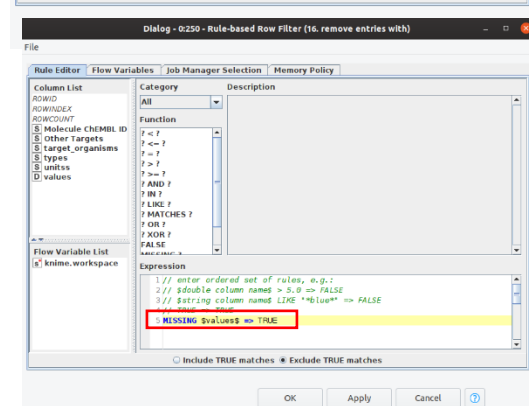 Dialog - 0:250 - Rule-based Row Filter (16. remove entries with)
File
Rule Editor Flow Variables Job Manager Selection Memory Policy
Column List
ROWID
ROWINDEX
ROWCOUNT
S Molecule ChEMBL ID
S Other Targets
S target_organisms
S types
S unitss
D values
Flow Variable List
s knime.workspace
Category
All
Description
Function
? < ?
? <= ?
? = ?
? > ?
? >= ?
? AND ?
? IN ?
? LIKE ?
? MATCHES ?
? OR ?
? XOR ?
FALSE
MISSING ?
Expression
1 // enter ordered set of rules, e.g.:
2 // $double column name$ > 5.0 => FALSE
3 // $string column name$ LIKE "*blue*" => FALSE
4 // TRUE => TRUE
5 MISSING $values$ => TRUE
Include TRUE matches Exclude TRUE matches
OK Apply Cancel ?